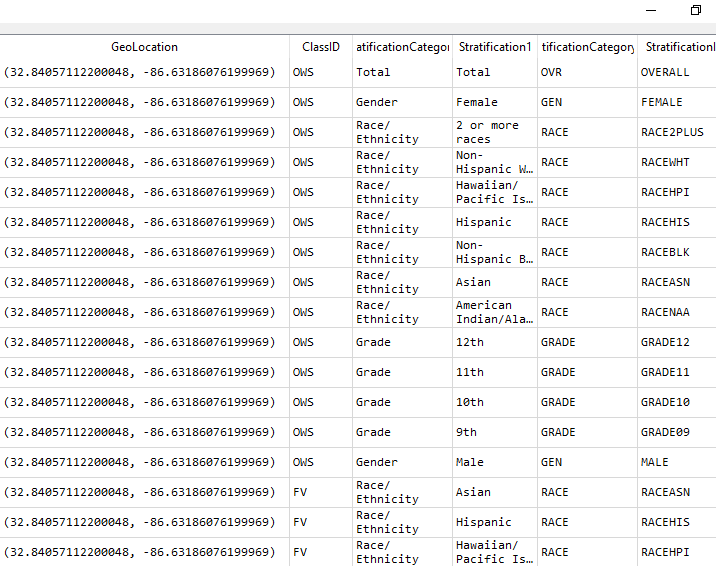 GeoLocation ClassID atificationCategor Stratification1 tificationCategory StratificationI
(32.84057112200048, -86.63186076199969) OWS Total Total OVR OVERALL
(32.84057112200048, -86.63186076199969) OWS Gender Female GEN FEMALE
(32.84057112200048, -86.63186076199969) OWS Race/ Ethnicity 2 or more races RACE RACE2PLUS
(32.84057112200048, -86.63186076199969) OWS Race/ Ethnicity Non- Hispanic W… RACE RACEWHT
(32.84057112200048, -86.63186076199969) OWS Race/ Ethnicity Hawaiian/ Pacific Is… RACE RACEHPI
(32.84057112200048, -86.63186076199969) OWS Race/ Ethnicity Hispanic RACE RACEHIS
(32.84057112200048, -86.63186076199969) OWS Race/ Ethnicity Non- Hispanic B… RACE RACEBLK
(32.84057112200048, -86.63186076199969) OWS Race/ Ethnicity Asian RACE RACEASN
(32.84057112200048, -86.63186076199969) OWS Race/ Ethnicity American Indian/Ala… RACE RACENAA
(32.84057112200048, -86.63186076199969) OWS Grade 12th GRADE GRADE12
(32.84057112200048, -86.63186076199969) OWS Grade 11th GRADE GRADE11
(32.84057112200048, -86.63186076199969) OWS Grade 10th GRADE GRADE10
(32.84057112200048, -86.63186076199969) OWS Grade 9th GRADE GRADE09
(32.84057112200048, -86.63186076199969) OWS Gender Male GEN MALE
(32.84057112200048, -86.63186076199969) FV Race/ Ethnicity Asian RACE RACEASN
(32.84057112200048, -86.63186076199969) FV Race/ Ethnicity Hispanic RACE RACEHIS
(32.84057112200048, -86.63186076199969) FV Race/ Ethnicity Hawaiian/ Pacific Is… RACE RACEHPI